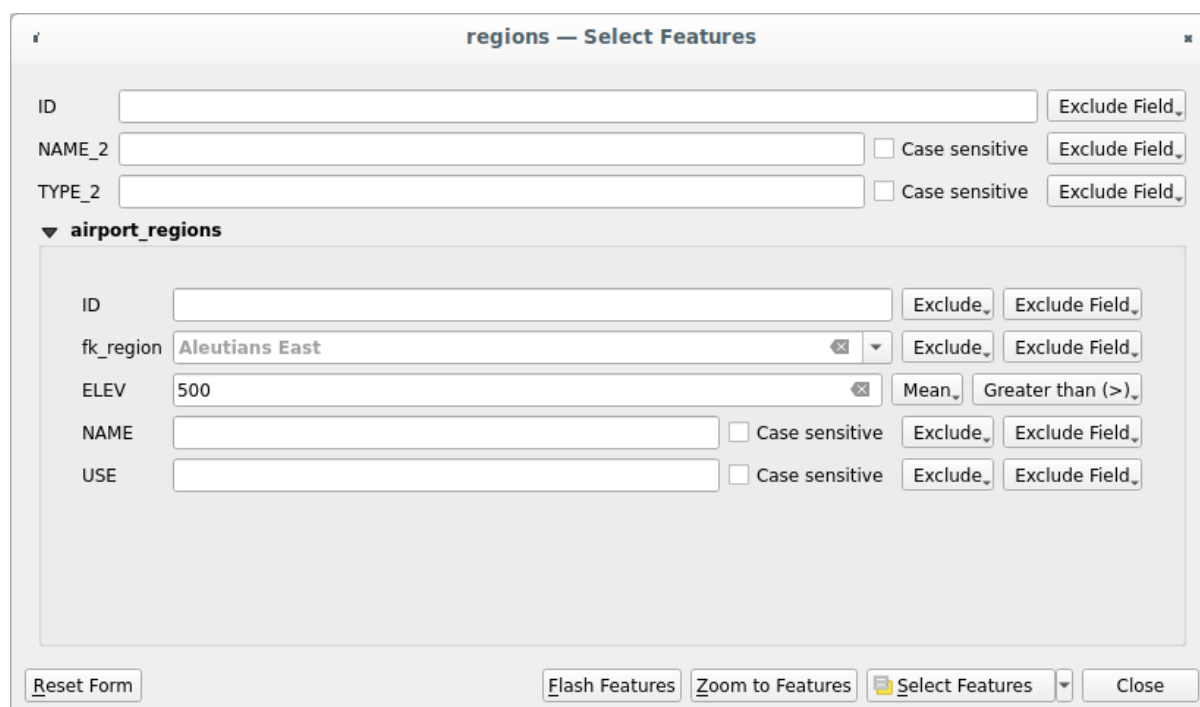 regions — Select Features
ID Exclude Field
NAME_2 Case sensitive Exclude Field
TYPE_2 Case sensitive Exclude Field
airport_regions
ID Exclude Exclude Field
fk_region Aleutians East Exclude Exclude Field
ELEV 500 Mean Greater than (>)
NAME Case sensitive Exclude Exclude Field
USE Case sensitive Exclude Exclude Field
Reset Form Flash Features Zoom to Features Select Features Close